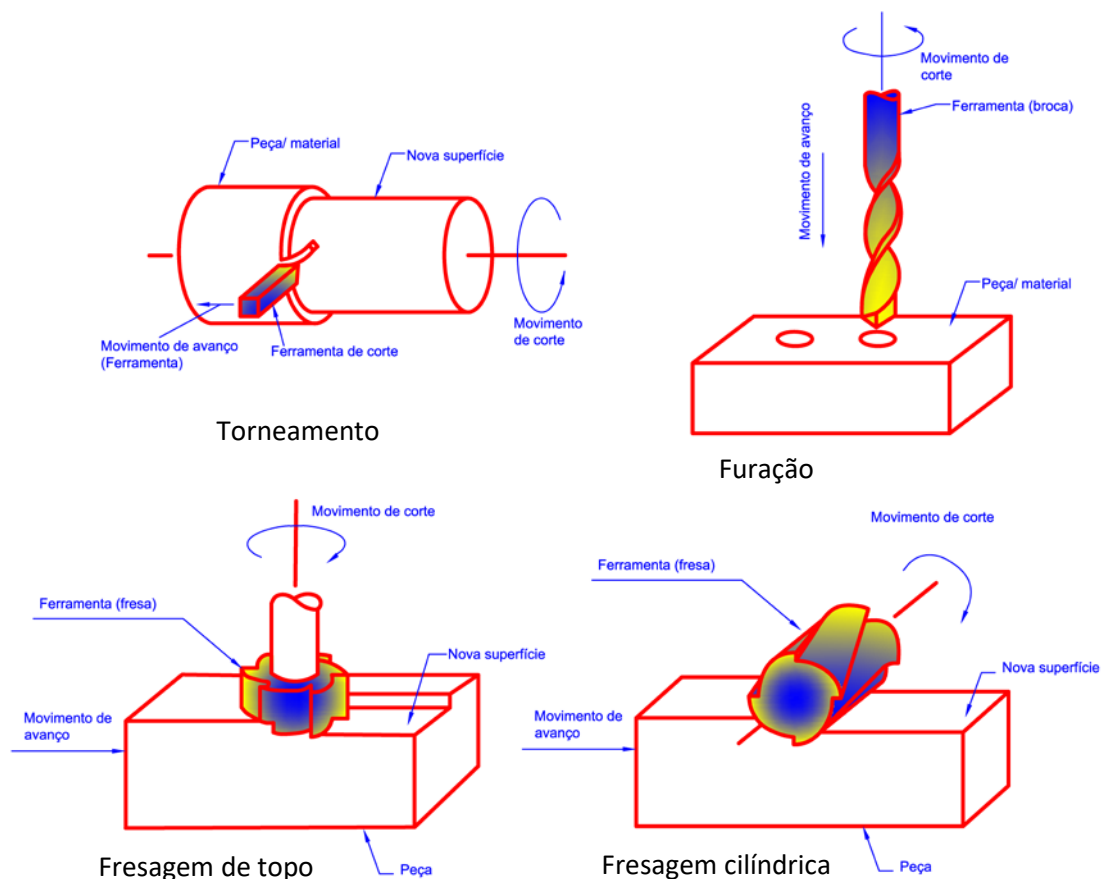 Peça/ material
Nova superfície
Movimento de avanço
(Ferramenta)
Ferramenta de corte
Movimento
de corte
Torneamento
Movimento de
corte
Ferramenta (broca)
Movimento de avanço
Peça/ material
Furação
Movimento de corte
Ferramenta (fresa)
Nova superfície
Movimento de
avanço
Peça
Fresagem de topo
Movimento de corte
Ferramenta (fresa)
Nova superfície
Movimento de
avanço
Peça
Fresagem cilíndrica